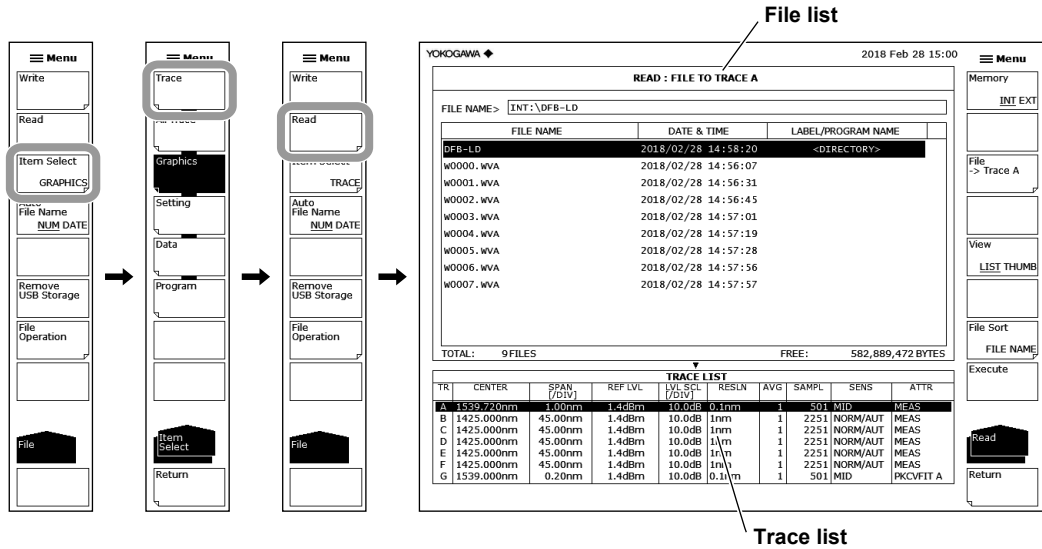 File list
Menu
Write
Read
Item Select
GRAPHICS
Auto
File Name
NUM DATE
Remove
USB Storage
File
Operation
File
Menu
Trace
All Trace
Graphics
Setting
Data
Program
Item
Select
Return
Menu
Write
Read
Item Select
TRACE
Auto
File Name
NUM DATE
Remove
USB Storage
File
Operation
File
YOKOGAWA 2018 Feb 28 15:00
READ : FILE TO TRACE A
FILE NAME> INT:\DFB-LD
FILE NAME DATE & TIME LABEL/PROGRAM NAME
DFB-LD 2018/02/28 14:58:20 <DIRECTORY>
W0000.WVA 2018/02/28 14:56:07
W0001.WVA 2018/02/28 14:56:31
W0002.WVA 2018/02/28 14:56:45
W0003.WVA 2018/02/28 14:57:01
W0004.WVA 2018/02/28 14:57:19
W0005.WVA 2018/02/28 14:57:28
W0006.WVA 2018/02/28 14:57:56
W0007.WVA 2018/02/28 14:57:57
TOTAL: 9FILES FREE: 582,889,472 BYTES
TRACE LIST
TR CENTER SPAN [/DIV] REF LVL LVL SCL [/DIV] RESLN AVG SAMPL SENS ATTR
A 1539.720nm 1.00nm 1.4dBm 10.0dB 0.1nm 1 501 MID MEAS
B 1425.000nm 45.00nm 1.4dBm 10.0dB 1nm 1 2251 NORM/AUT MEAS
C 1425.000nm 45.00nm 1.4dBm 10.0dB 1nm 1 2251 NORM/AUT MEAS
D 1425.000nm 45.00nm 1.4dBm 10.0dB 1nm 1 2251 NORM/AUT MEAS
E 1425.000nm 45.00nm 1.4dBm 10.0dB 1nm 1 2251 NORM/AUT MEAS
F 1425.000nm 45.00nm 1.4dBm 10.0dB 1nm 1 2251 NORM/AUT MEAS
G 1539.000nm 0.20nm 1.4dBm 10.0dB 0.1nm 1 501 MID PKCVFIT A
Menu
Memory
INT EXT
File
-> Trace A
View
LIST THUMB
File Sort
FILE NAME
Execute
Read
Return
Trace list